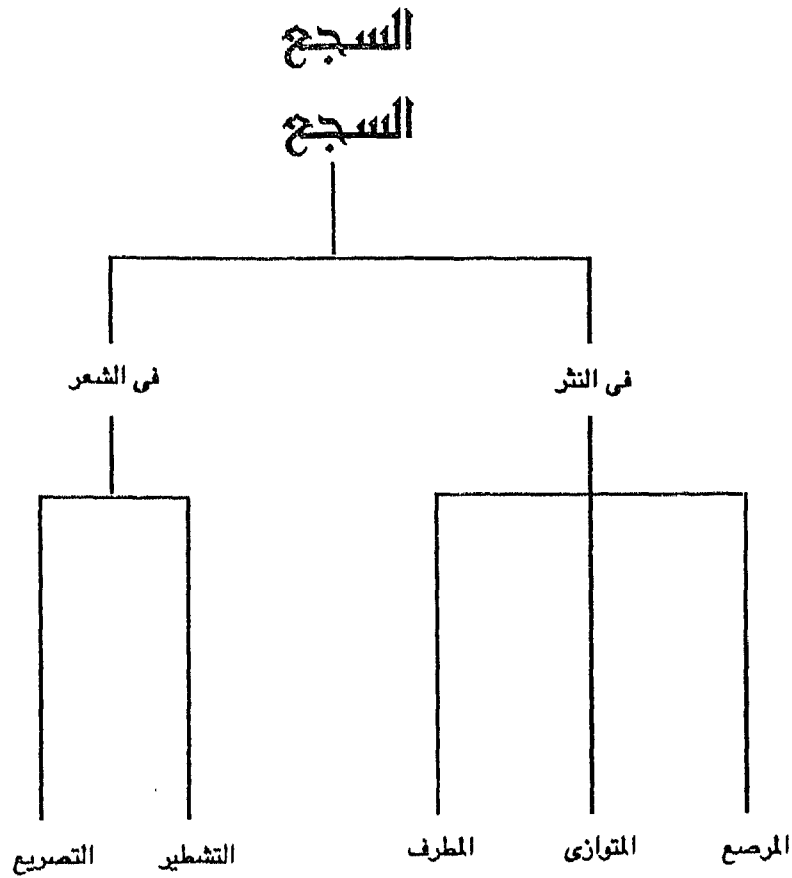 السجع
السجع
فى النثر
فى الشعر
المرصع
المتوازى
المطرف
التشطير
التصريع